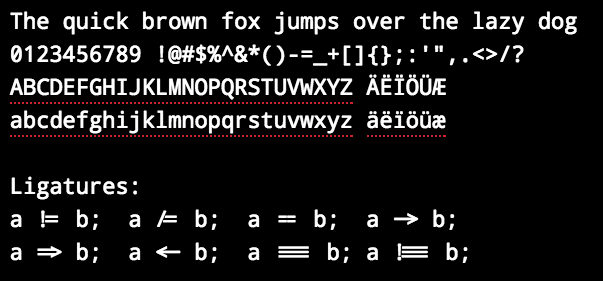 The quick brown fox jumps over the lazy dog
0123456789 !@#$%^&*()-=_+[]{};:'",.<>/?
ABCDEFGHIJKLMNOPQRSTUVWXYZ ÄËÏÖÜÆ
abcdefghijklmnopqrstuvwxyz äëïöüæ
Ligatures:
a != b;  a /= b;  a == b;  a -> b;
a => b;  a <- b;  a === b; a !== b;